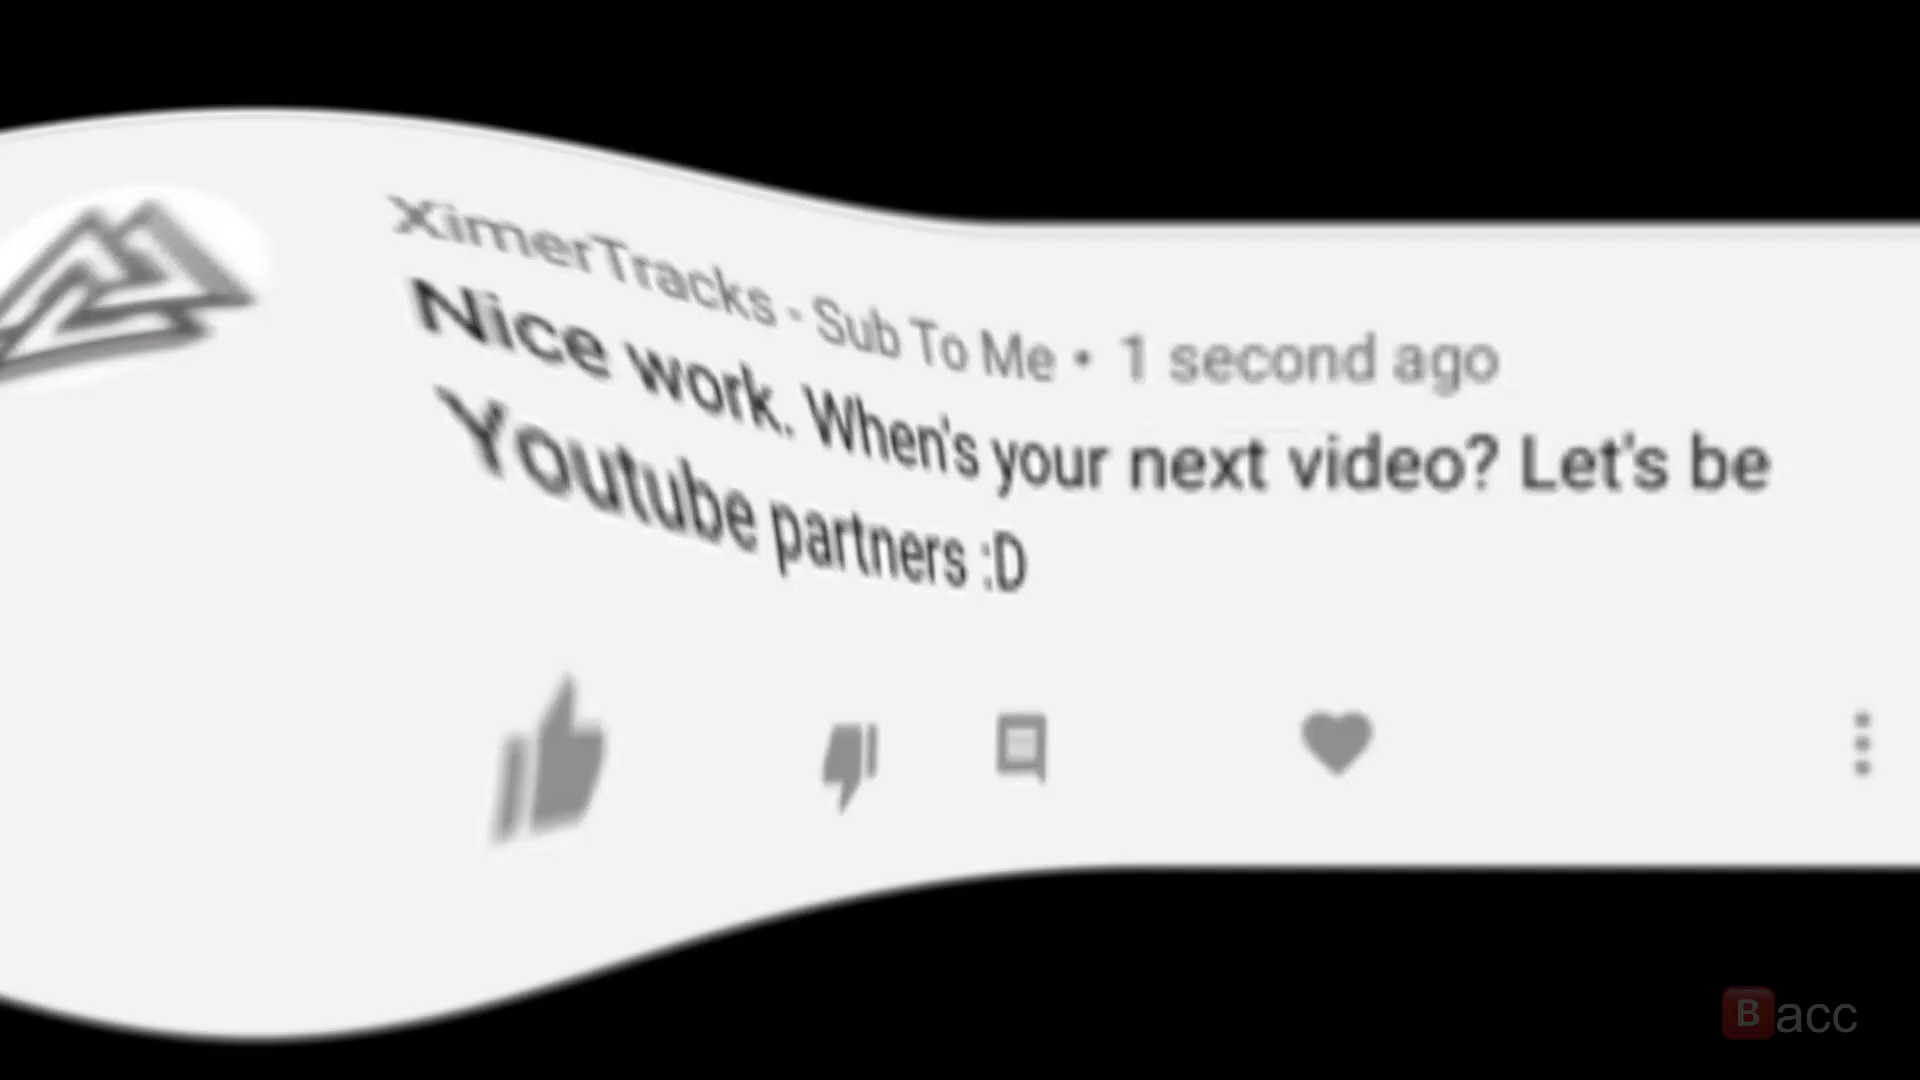 XimerTracks - Sub To Me • 1 second ago
Nice work. When's your next video? Let's be
Youtube partners :D
Bacc